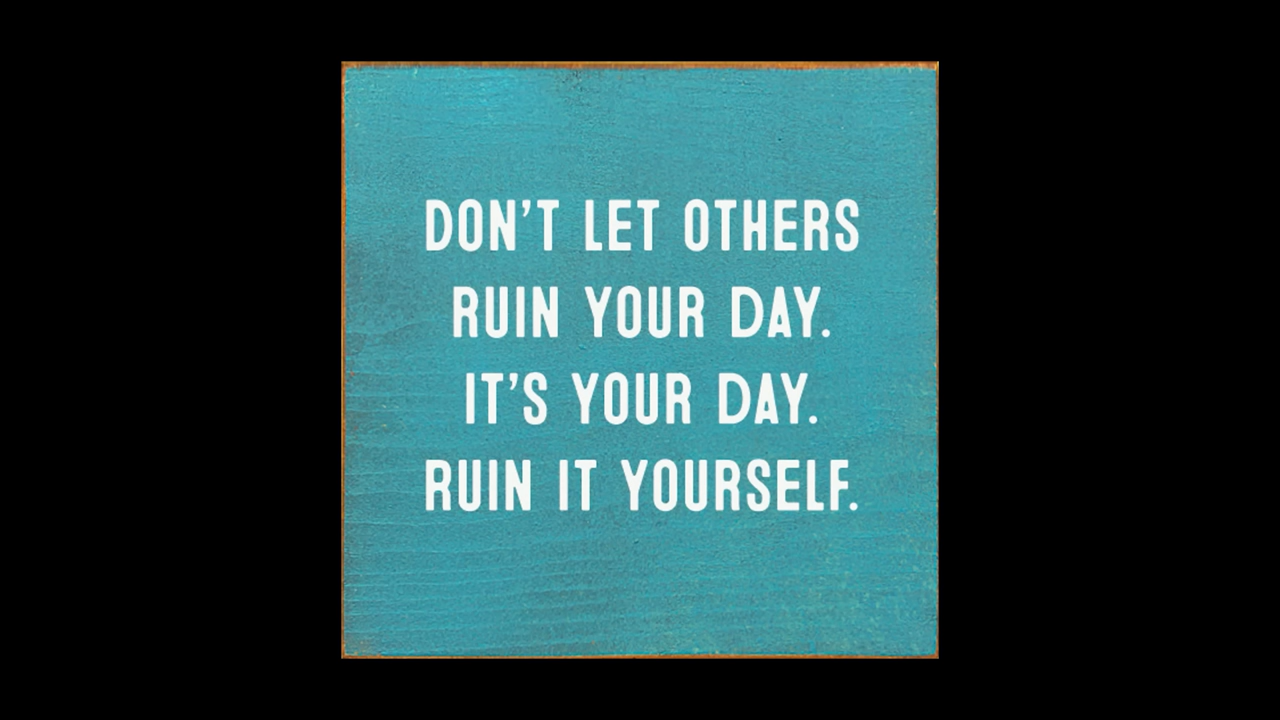 DON’T LET OTHERS
RUIN YOUR DAY.
IT’S YOUR DAY.
RUIN IT YOURSELF.